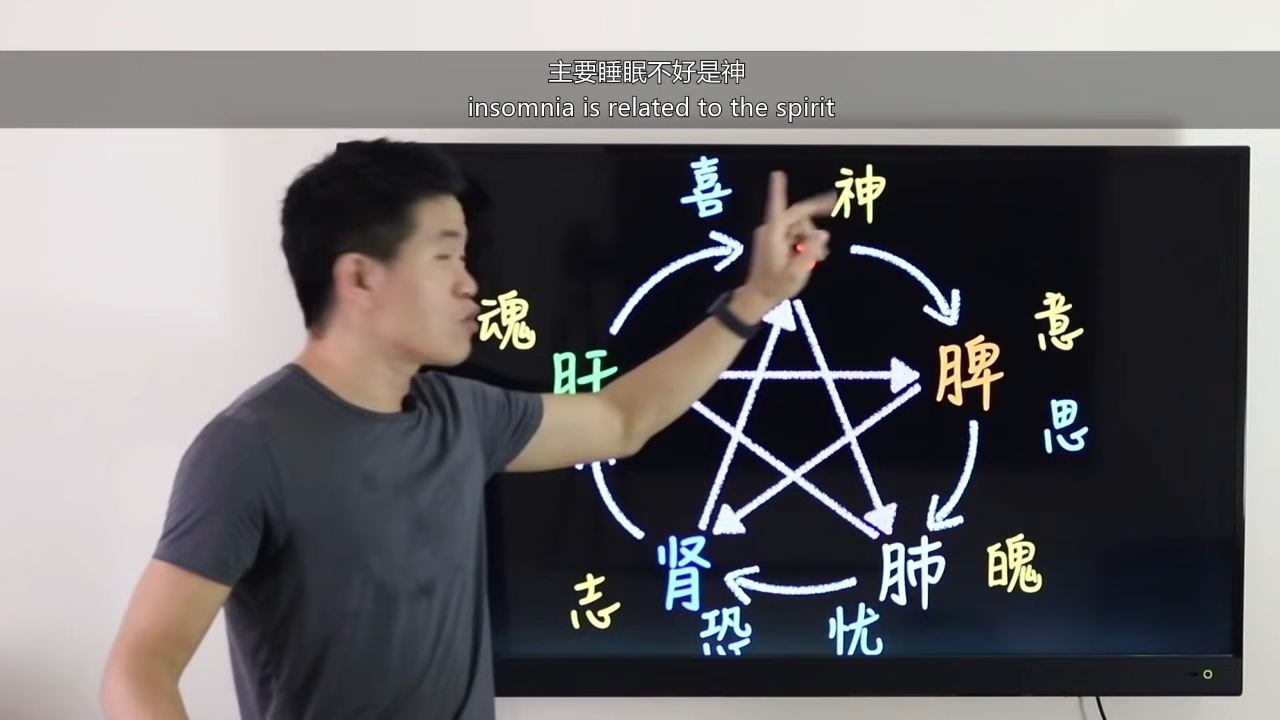 主要睡眠不好是神
insomnia is related to the spirit
喜 神
魂 意
肝 脾
思
肾 肺 魄
志 恐 忧